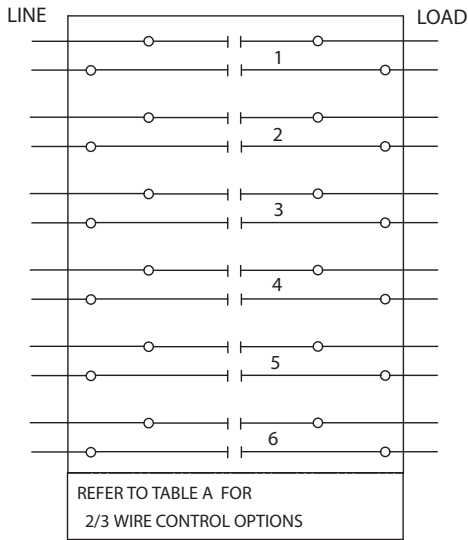 LINE
LOAD
1
2
3
4
5
6
REFER TO TABLE A FOR
2/3 WIRE CONTROL OPTIONS